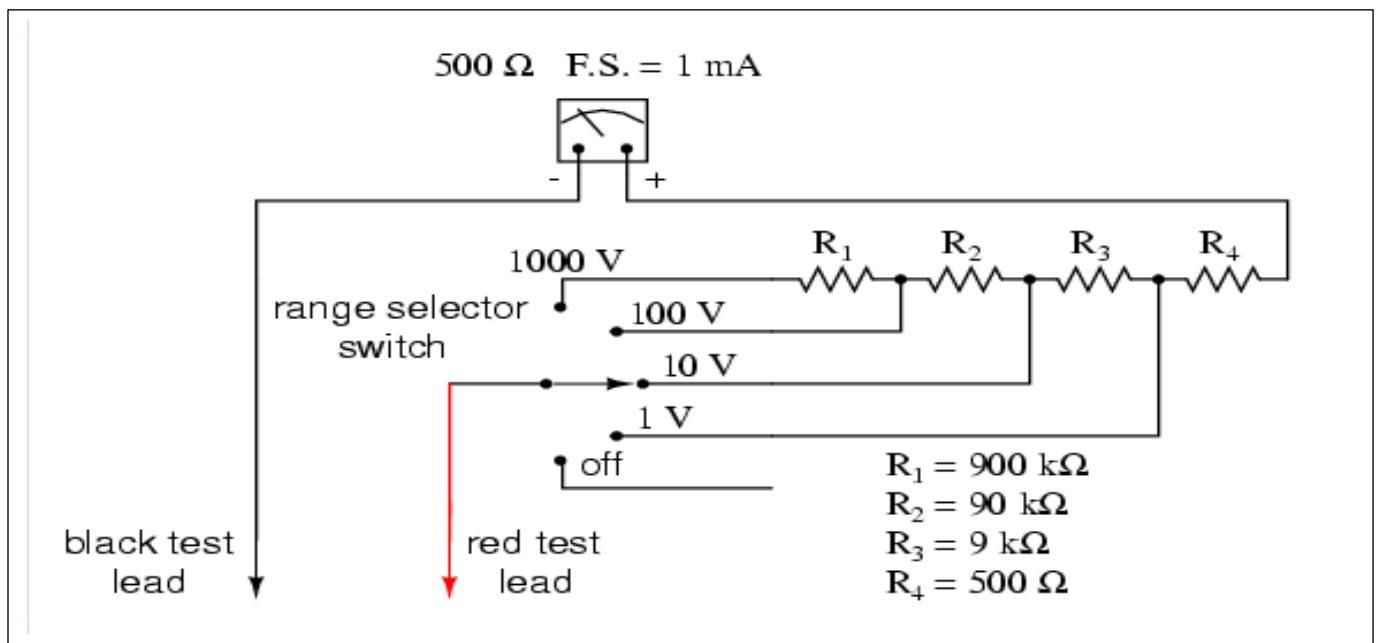 500 Ω F.S. = 1 mA
- +
R₁ R₂ R₃ R₄
1000 V
range selector
switch
100 V
10 V
1 V
off
R₁ = 900 kΩ
R₂ = 90 kΩ
R₃ = 9 kΩ
R₄ = 500 Ω
black test
lead
red test
lead